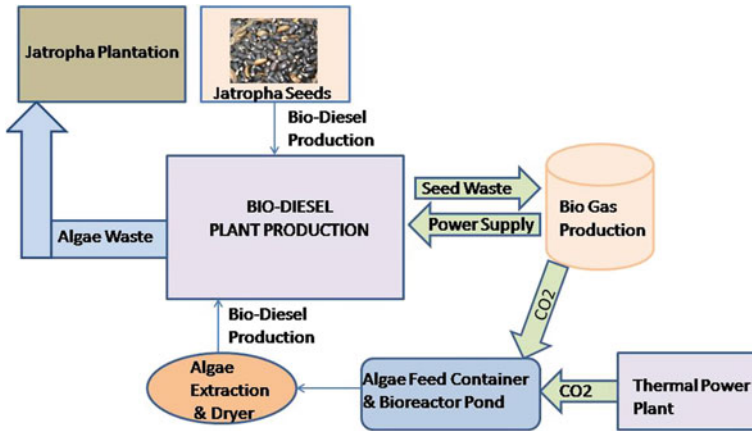 Jatropha Plantation
Jatropha Seeds
Bio-Diesel
Production
BIO-DIESEL
PLANT PRODUCTION
Seed Waste
Power Supply
Bio Gas
Production
Algae Waste
Bio-Diesel
Production
CO2
Algae
Extraction
& Dryer
Algae Feed Container
& Bioreactor Pond
CO2
Thermal Power
Plant